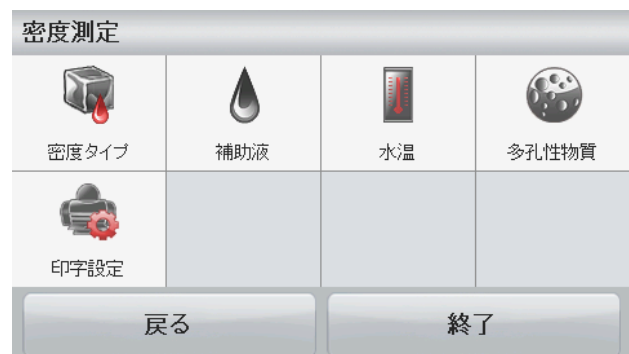 密度測定
密度タイプ
補助液
水温
多孔性物質
印字設定
戻る
終了